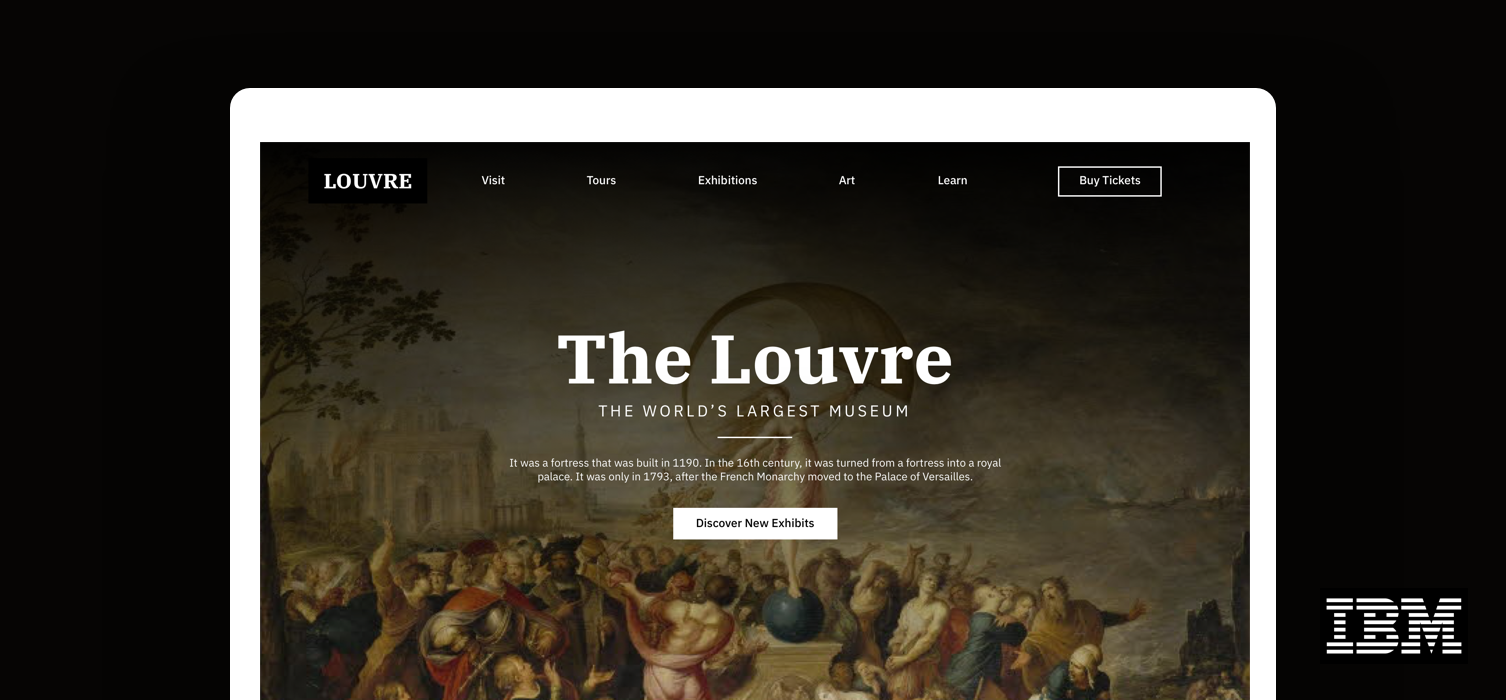 LOUVRE
Visit
Tours
Exhibitions
Art
Learn
Buy Tickets
The Louvre
THE WORLD’S LARGEST MUSEUM
It was a fortress that was built in 1190. In the 16th century, it was turned from a fortress into a royal
palace. It was only in 1793, after the French Monarchy moved to the Palace of Versailles.
Discover New Exhibits
IBM